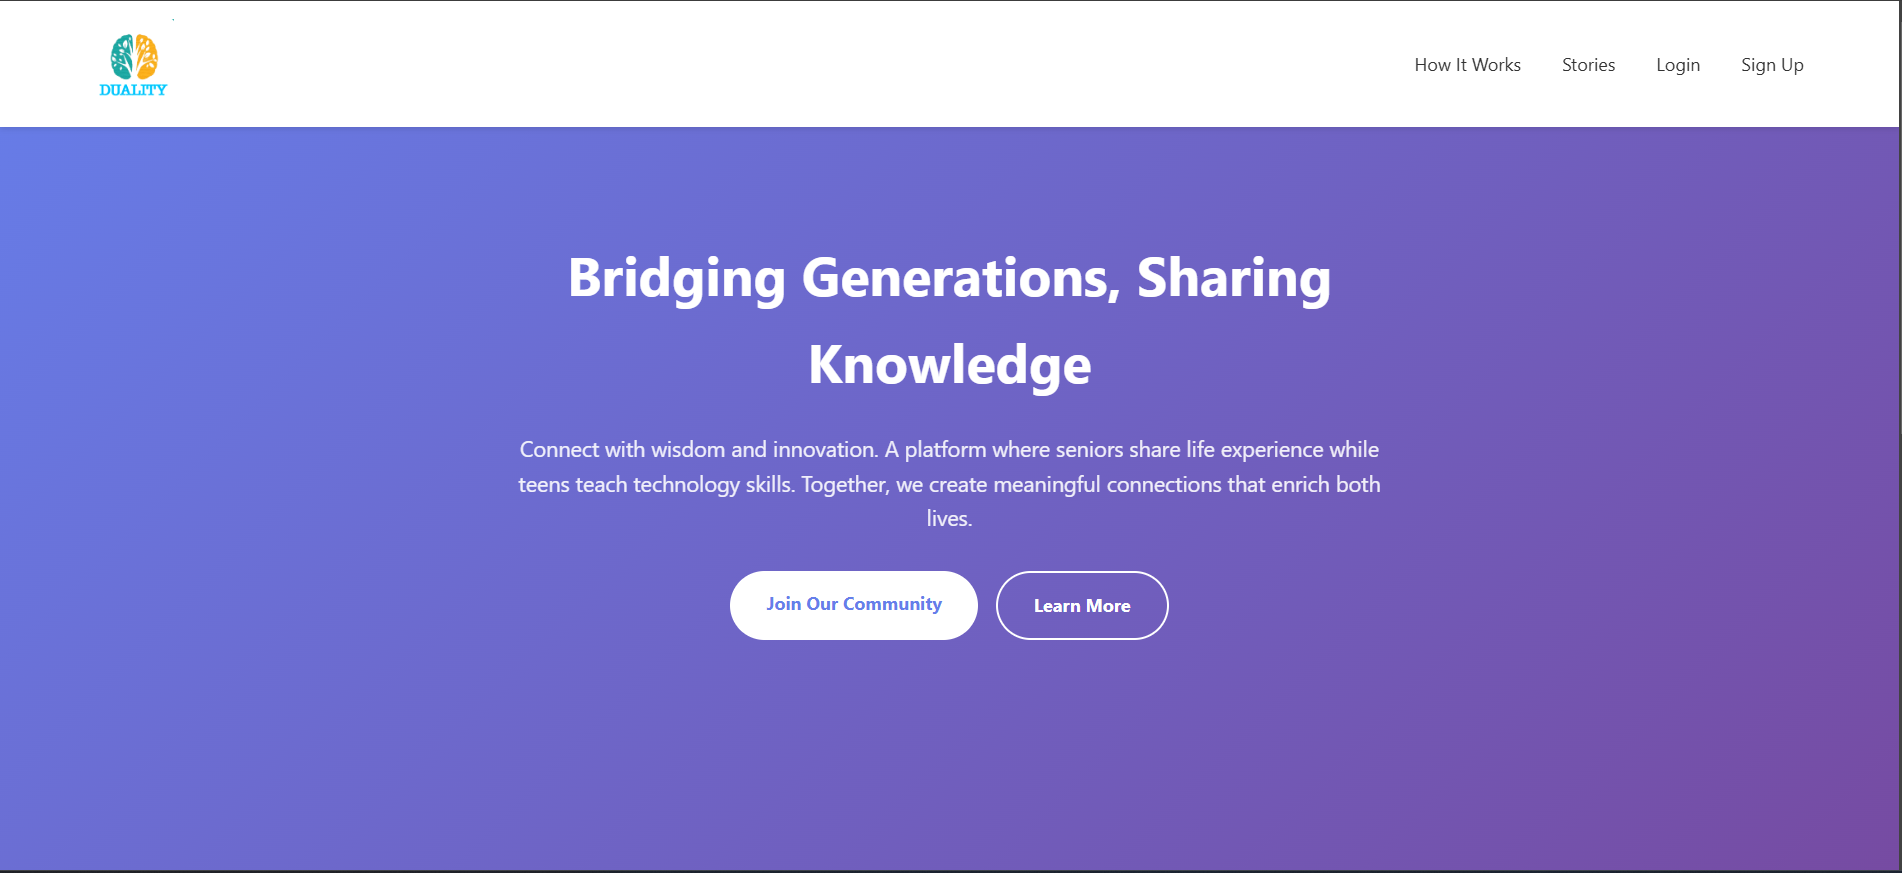 DUALITY
How It Works
Stories
Login
Sign Up
Bridging Generations, Sharing
Knowledge
Connect with wisdom and innovation. A platform where seniors share life experience while
teens teach technology skills. Together, we create meaningful connections that enrich both
lives.
Join Our Community
Learn More